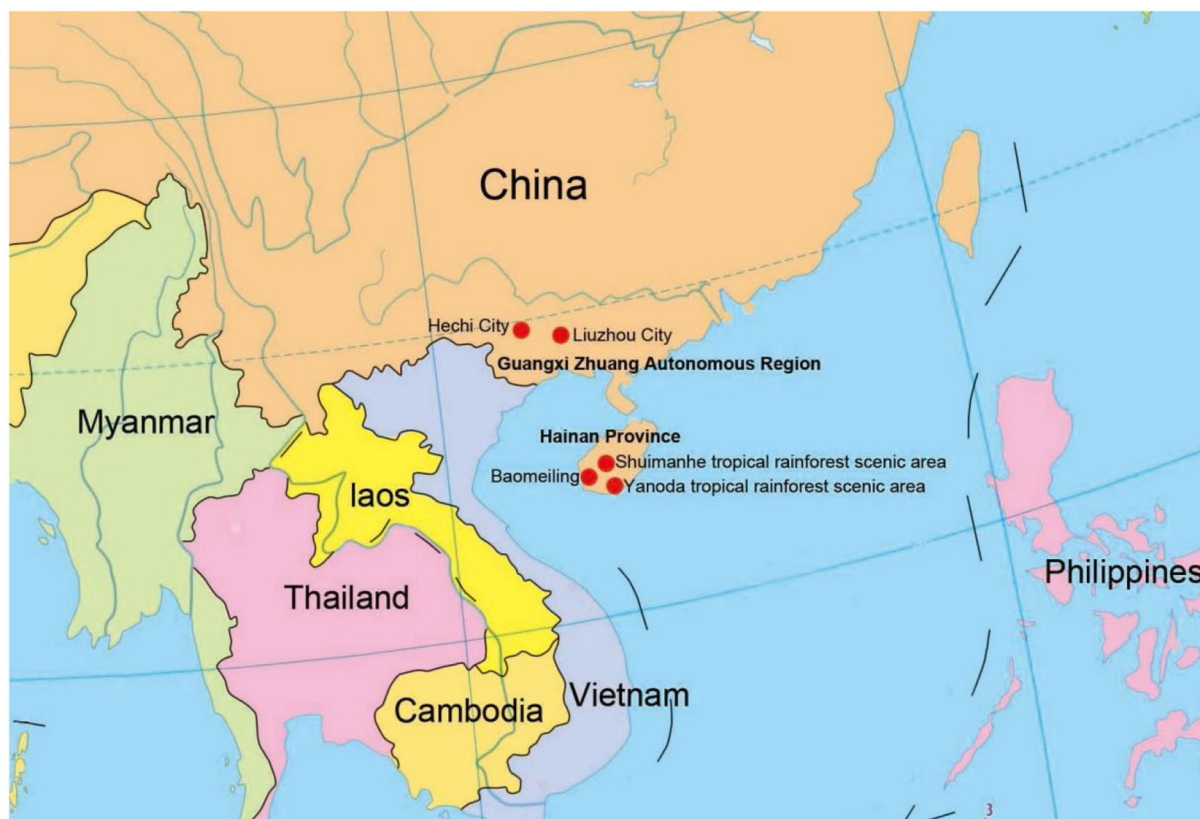 China
Hechi City
Liuzhou City
Guangxi Zhuang Autonomous Region
Myanmar
Hainan Province
Shuimanhe tropical rainforest scenic area
Baomeiling
Yanoda tropical rainforest scenic area
laos
Thailand
Philippines
Vietnam
Cambodia
3